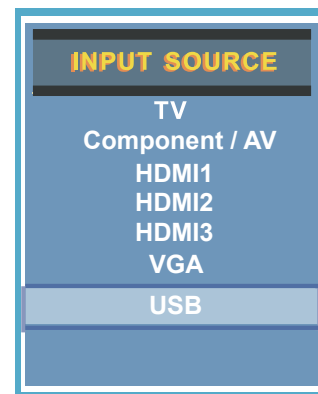 INPUT SOURCE
TV
Component / AV
HDMI1
HDMI2
HDMI3
VGA
USB